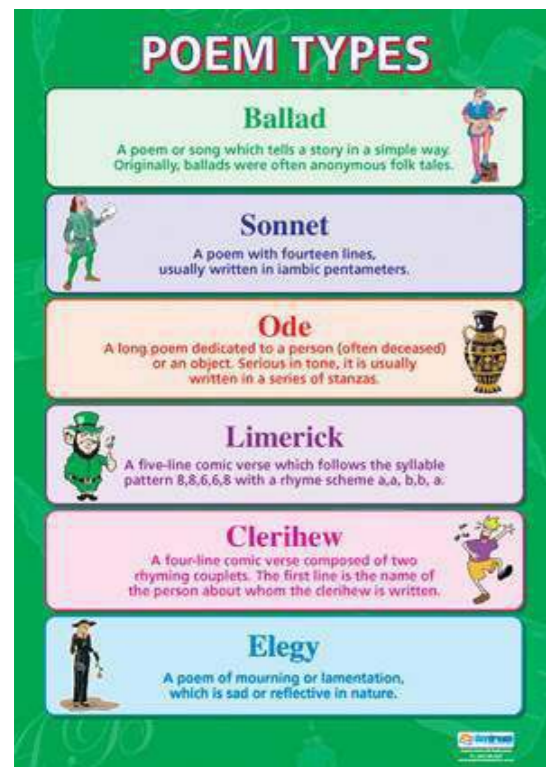 POEM TYPES
Ballad
A poem or song which tells a story in a simple way.
Originally, ballads were often anonymous folk tales.
Sonnet
A poem with fourteen lines,
usually written in iambic pentameters.
Ode
A long poem dedicated to a person (often deceased)
or an object. Serious in tone, it is usually
written in a series of stanzas.
Limerick
A five-line comic verse which follows the syllable
pattern 8,8,6,6,8 with a rhyme scheme a,a, b,b, a.
Clerihew
A four-line comic verse composed of two
rhyming couplets. The first line is the name of
the person about whom the clerihew is written.
Elegy
A poem of mourning or lamentation,
which is sad or reflective in nature.